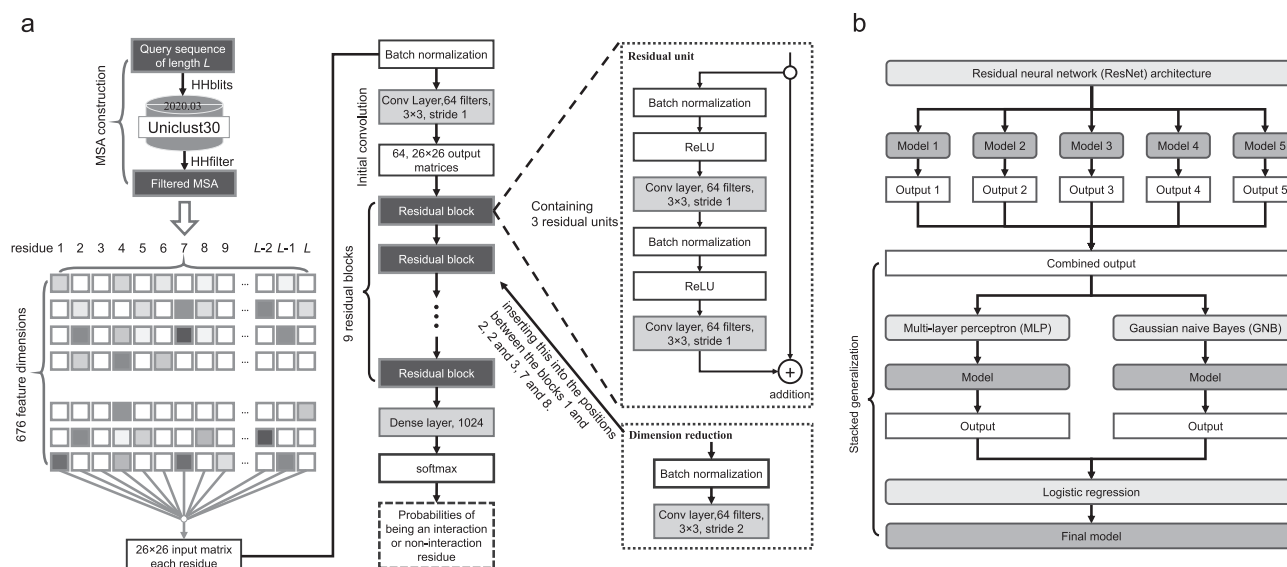 a
Query sequence
of length L
HHblits
2020.03
Uniclust30
HHfilter
Filtered MSA
MSA construction
residue 1 2 3 4 5 6 7 8 9 L-2 L-1 L
...
...
...
...
...
...
...
676 feature dimensions
26×26 input matrix
each residue
Batch normalization
Conv Layer,64 filters,
3×3, stride 1
64, 26×26 output
matrices
Initial convolution
Residual block
Residual block
Residual block
9 residual blocks
Dense layer, 1024
softmax
Probabilities of
being an interaction
or non-interaction
residue
Residual unit
Batch normalization
ReLU
Conv layer, 64 filters,
3×3, stride 1
Batch normalization
ReLU
Conv layer, 64 filters,
3×3, stride 1
+
addition
Containing
3 residual units
inserting this into the positions
between the blocks 1 and
2, 2 and 3, 7 and 8.
Dimension reduction
Batch normalization
Conv layer,64 filters,
3×3, stride 2
b
Residual neural network (ResNet) architecture
Model 1 Model 2 Model 3 Model 4 Model 5
Output 1 Output 2 Output 3 Output 4 Output 5
Combined output
Multi-layer perceptron (MLP) Gaussian naive Bayes (GNB)
Model Model
Output Output
Logistic regression
Final model
Stacked generalization